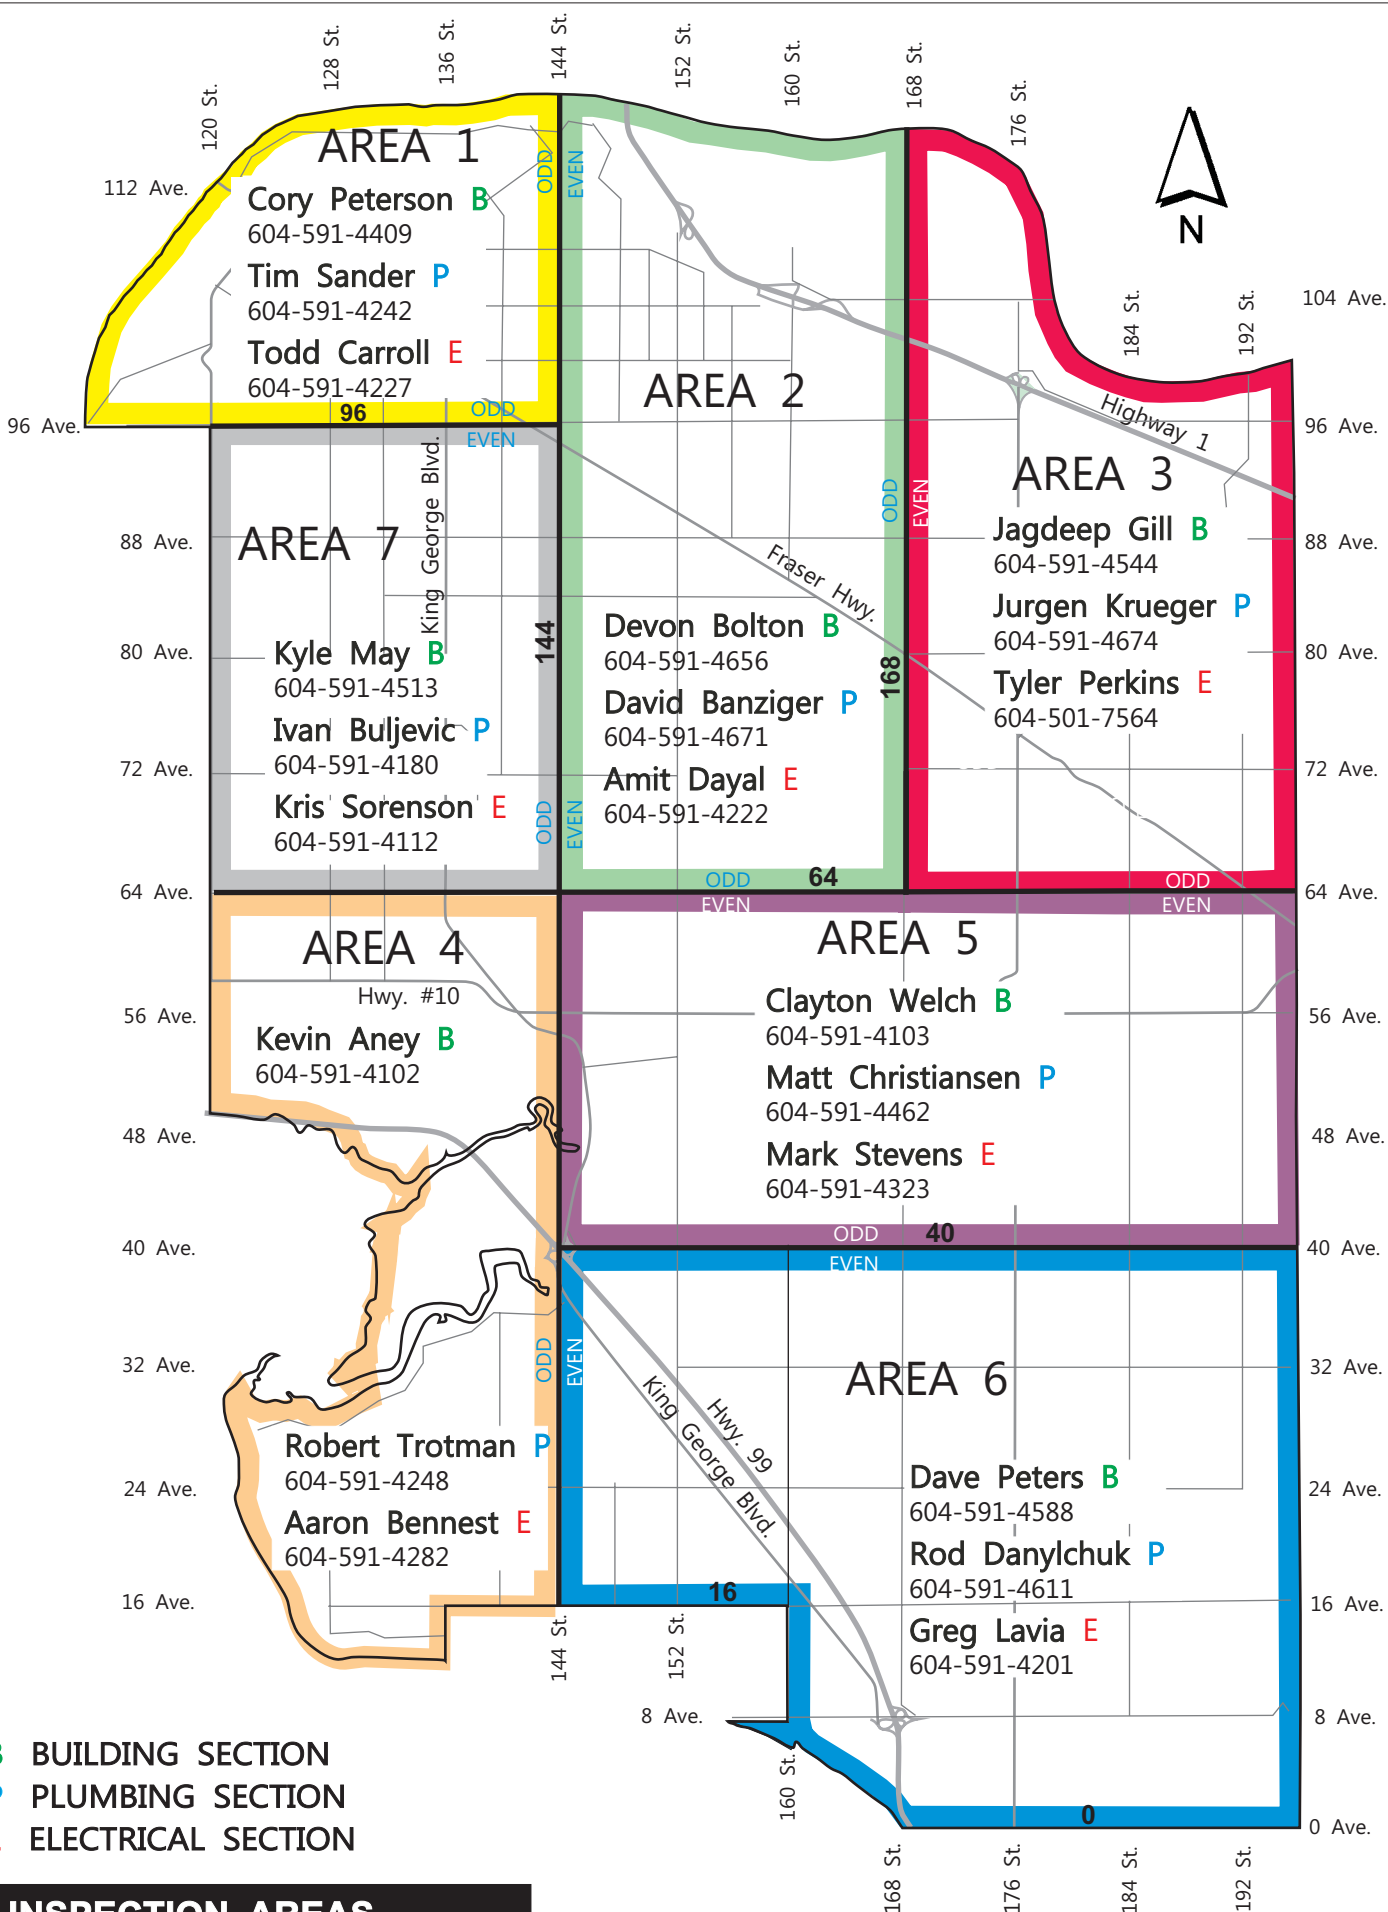 120 St.
128 St.
136 St.
144 St.
152 St.
160 St.
168 St.
176 St.
112 Ave.
AREA 1
ODD
EVEN
Cory Peterson B
604-591-4409
Tim Sander P
604-591-4242
Todd Carroll E
604-591-4227
N
184 St.
192 St.
104 Ave.
AREA 2
96 Ave.
96
ODD
EVEN
Highway 1
96 Ave.
AREA 3
ODD
EVEN
Jagdeep Gill B
604-591-4544
Jurgen Krueger P
604-591-4674
Tyler Perkins E
604-501-7564
88 Ave.
AREA 7
King George Blvd.
88 Ave.
Fraser Hwy.
144
168
80 Ave.
80 Ave.
Kyle May B
604-591-4513
Ivan Buljevic P
604-591-4180
Kris Sorenson E
604-591-4112
Devon Bolton B
604-591-4656
David Banziger P
604-591-4671
Amit Dayal E
604-591-4222
72 Ave.
72 Ave.
ODD
EVEN
ODD
64
ODD
64 Ave.
EVEN
EVEN
64 Ave.
AREA 4
AREA 5
Hwy. #10
56 Ave.
56 Ave.
Kevin Aney B
604-591-4102
Clayton Welch B
604-591-4103
Matt Christiansen P
604-591-4462
Mark Stevens E
604-591-4323
48 Ave.
48 Ave.
ODD
40
40 Ave.
EVEN
40 Ave.
32 Ave.
ODD
EVEN
AREA 6
32 Ave.
King George Blvd.
Hwy. 99
Robert Trotman P
604-591-4248
Aaron Bennest E
604-591-4282
24 Ave.
Dave Peters B
604-591-4588
Rod Danylchuk P
604-591-4611
Greg Lavia E
604-591-4201
24 Ave.
16 Ave.
16
16 Ave.
144 St.
152 St.
8 Ave.
8 Ave.
160 St.
0
0 Ave.
168 St.
176 St.
184 St.
192 St.
B BUILDING SECTION
P PLUMBING SECTION
ELECTRICAL SECTION
INSPECTION AREAS